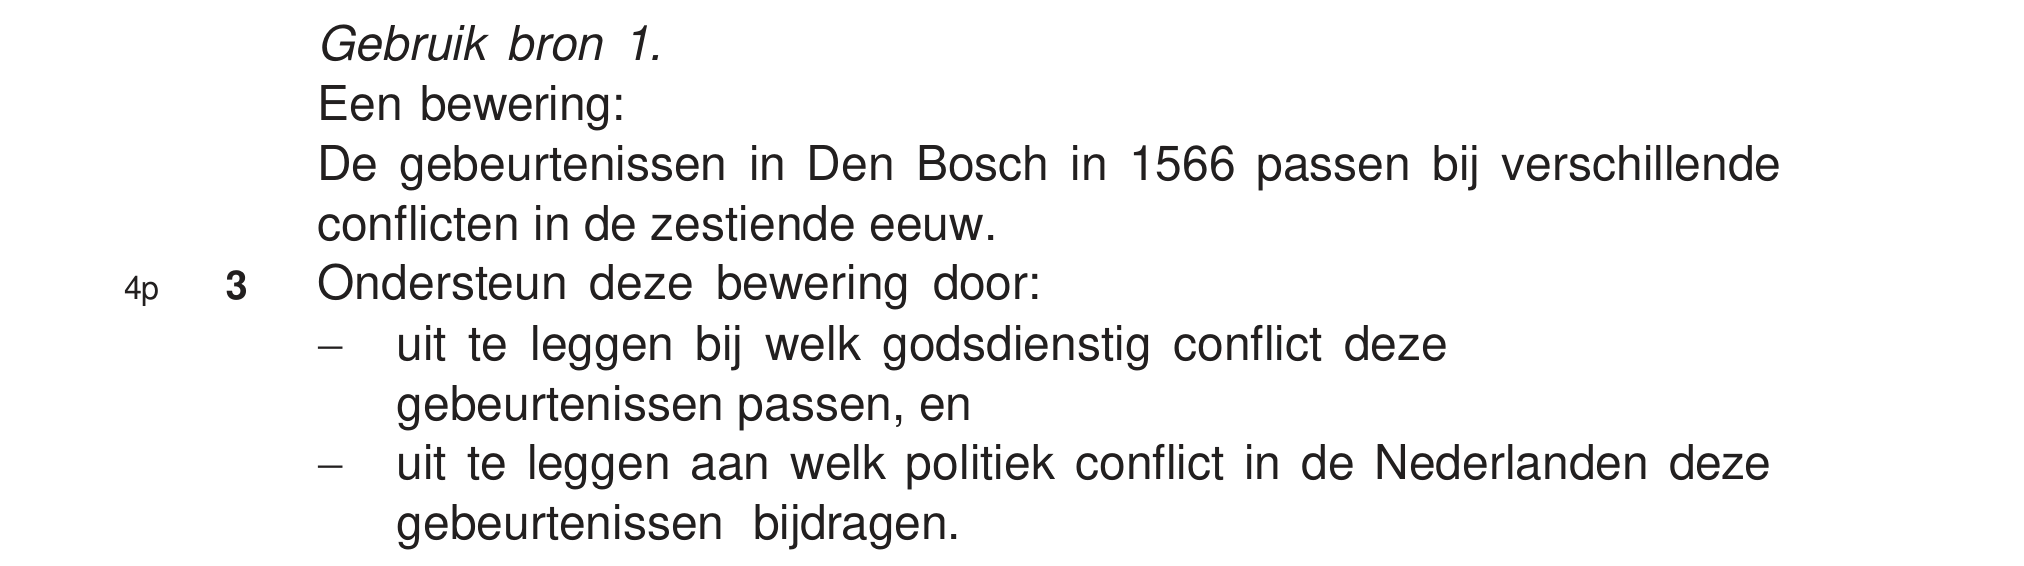 Gebruik bron 1.
Een bewering:
De gebeurtenissen in Den Bosch in 1566 passen bij verschillende
conflicten in de zestiende eeuw.
4p 3 Ondersteun deze bewering door:
– uit te leggen bij welk godsdienstig conflict deze
gebeurtenissen passen, en
– uit te leggen aan welk politiek conflict in de Nederlanden deze
gebeurtenissen bijdragen.